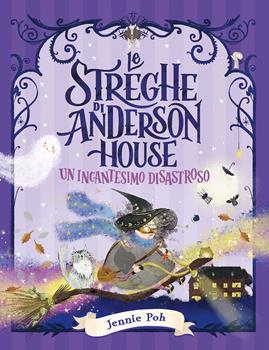 Le
STREGHE
DI
ANDERSON
HOUSE
UN INCANTESIMO DISASTROSO
Jennie Poh